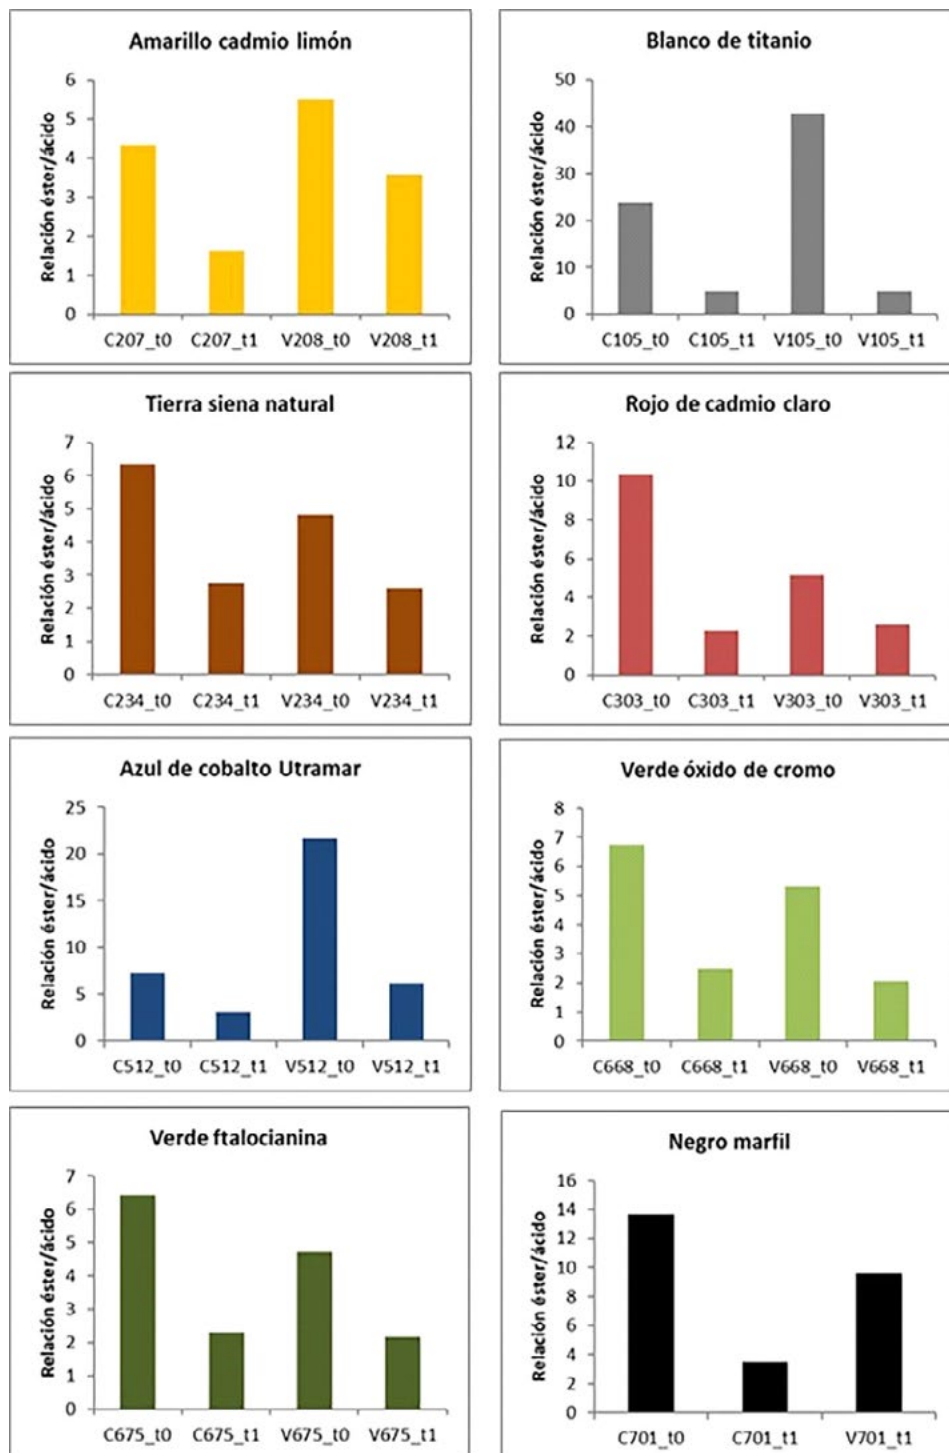 Amarillo cadmio limón
Relación éster/ácido
6
5
4
3
2
1
0
C207_t0 C207_t1 V208_t0 V208_t1
Blanco de titanio
Relación éster/ácido
50
40
30
20
10
0
C105_t0 C105_t1 V105_t0 V105_t1
Tierra siena natural
Relación éster/ácido
7
6
5
4
3
2
1
0
C234_t0 C234_t1 V234_t0 V234_t1
Rojo de cadmio claro
Relación éster/ácido
12
10
8
6
4
2
0
C303_t0 C303_t1 V303_t0 V303_t1
Azul de cobalto Utramar
Relación éster/ácido
25
20
15
10
5
0
C512_t0 C512_t1 V512_t0 V512_t1
Verde óxido de cromo
Relación éster/ácido
8
7
6
5
4
3
2
1
0
C668_t0 C668_t1 V668_t0 V668_t1
Verde ftalocianina
Relación éster/ácido
7
6
5
4
3
2
1
0
C675_t0 C675_t1 V675_t0 V675_t1
Negro marfil
Relación éster/ácido
16
14
12
10
8
6
4
2
0
C701_t0 C701_t1 V701_t1